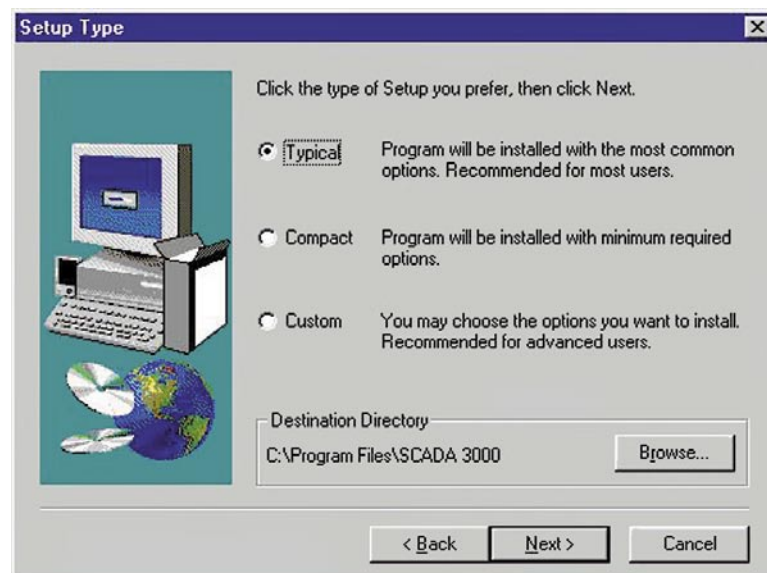 Setup Type
Click the type of Setup you prefer, then click Next.
Typical
Program will be installed with the most common
options. Recommended for most users.
Compact
Program will be installed with minimum required
options.
Custom
You may choose the options you want to install.
Recommended for advanced users.
Destination Directory
C:\Program Files\SCADA 3000
Browse...
< Back
Next >
Cancel